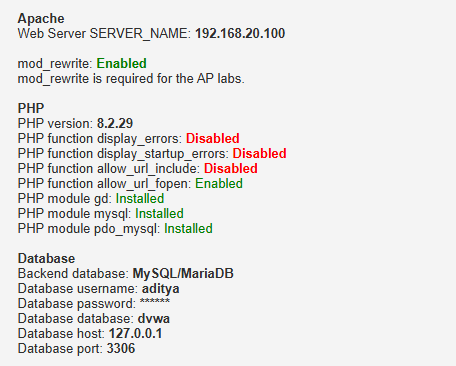 Apache
Web Server SERVER_NAME: 192.168.20.100
mod_rewrite: Enabled
mod_rewrite is required for the AP labs.
PHP
PHP version: 8.2.29
PHP function display_errors: Disabled
PHP function display_startup_errors: Disabled
PHP function allow_url_include: Disabled
PHP function allow_url_fopen: Enabled
PHP module gd: Installed
PHP module mysql: Installed
PHP module pdo_mysql: Installed
Database
Backend database: MySQL/MariaDB
Database username: aditya
Database password: ******
Database database: dvwa
Database host: 127.0.0.1
Database port: 3306